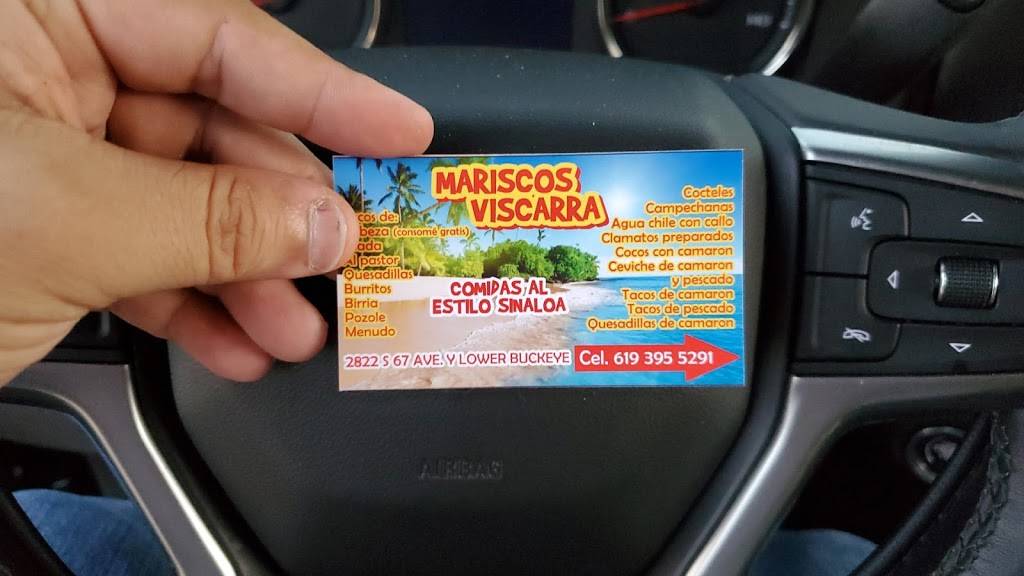 MARISCOS
VISCARRA
de:
(consomé gratis)
Al pastor
Quesadillas
Burritos
Birria
Pozole
Menudo
COMIDAS AL
ESTILO SINALOA
Cocteles
Campechanas
Agua chile con callo
Clamatos preparados
Cocos con camaron
Ceviche de camaron
y pescado
Tacos de camaron
Tacos de pescado
Quesadillas de camaron
2822 S 67 AVE. Y LOWER BUCKEYE
Cel. 619 395 5291
AIRBAG